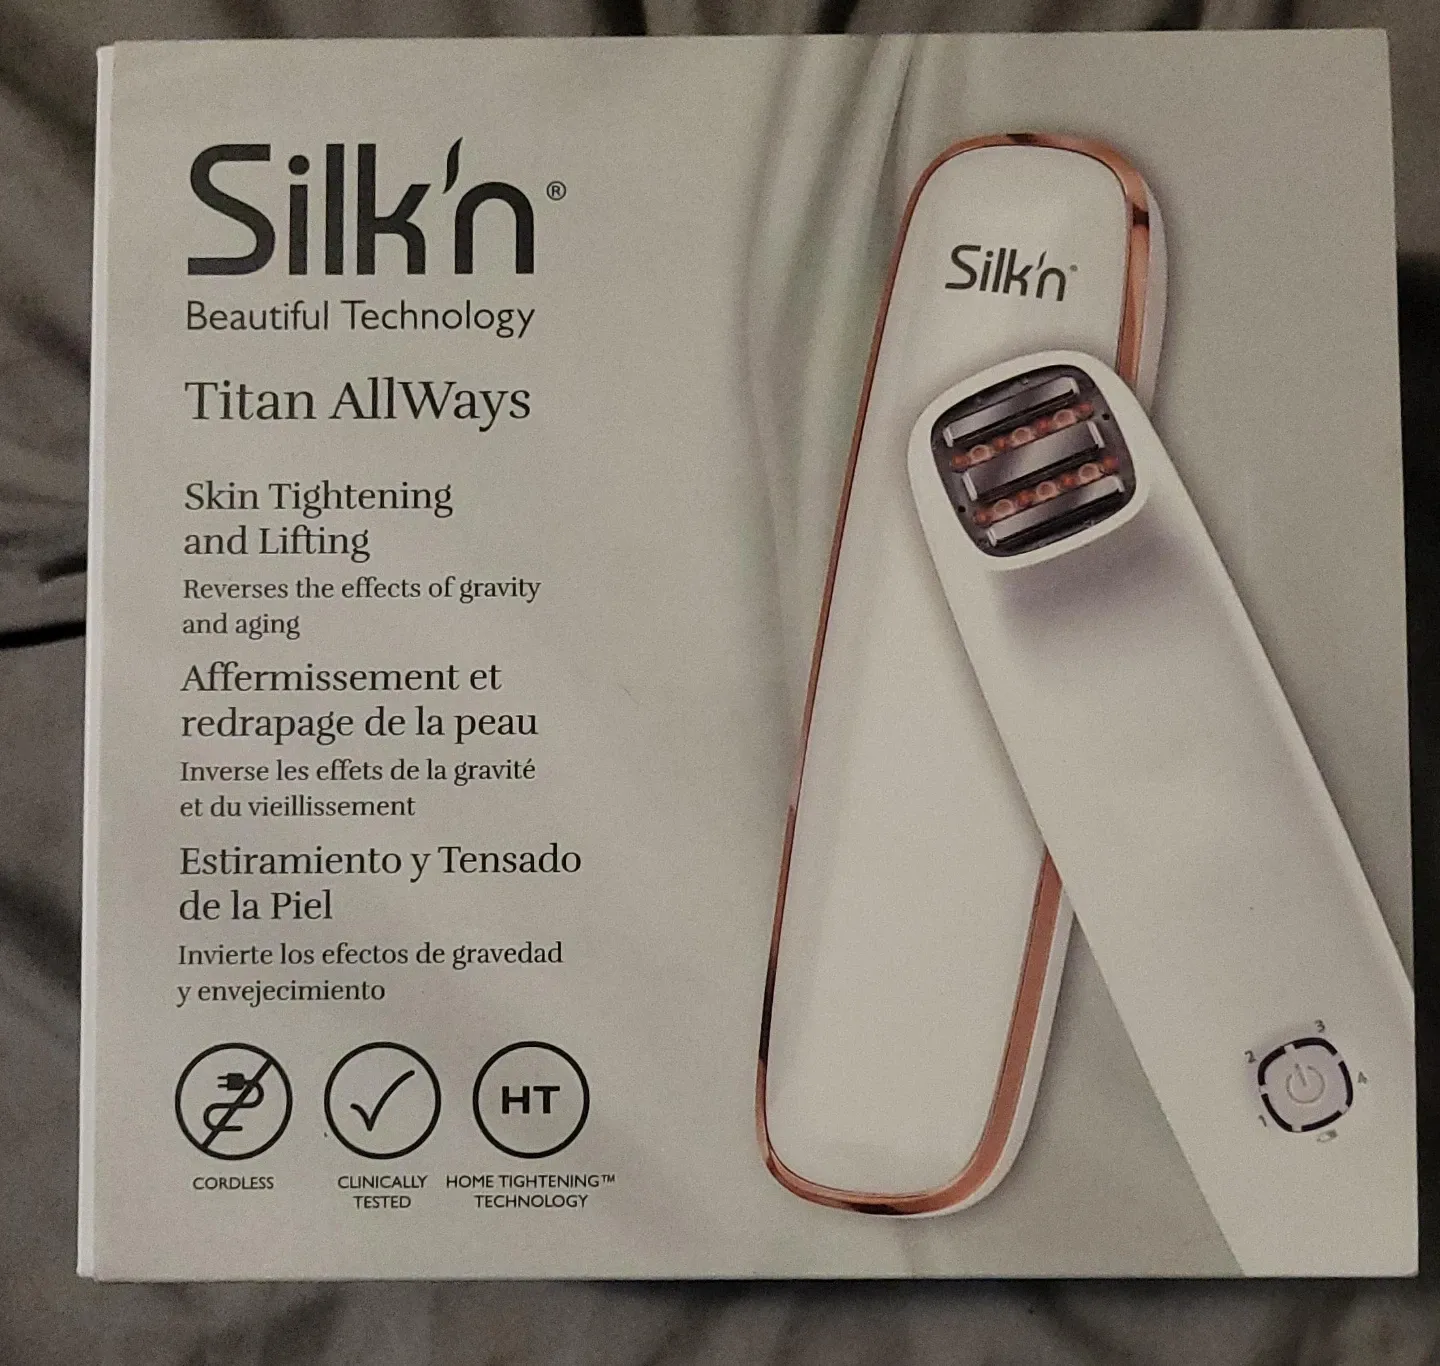 Silk'n®
Beautiful Technology
Titan AllWays
Skin Tightening
and Lifting
Reverses the effects of gravity
and aging
Affermissement et
redrapage de la peau
Inverse les effets de la gravité
et du vieillissement
Estiramiento y Tensado
de la Piel
Invierte los efectos de gravedad
y envejecimiento
HT
CORDLESS
CLINICALLY
TESTED
HOME TIGHTENING™
TECHNOLOGY
Silk'n®
1
2
3
4